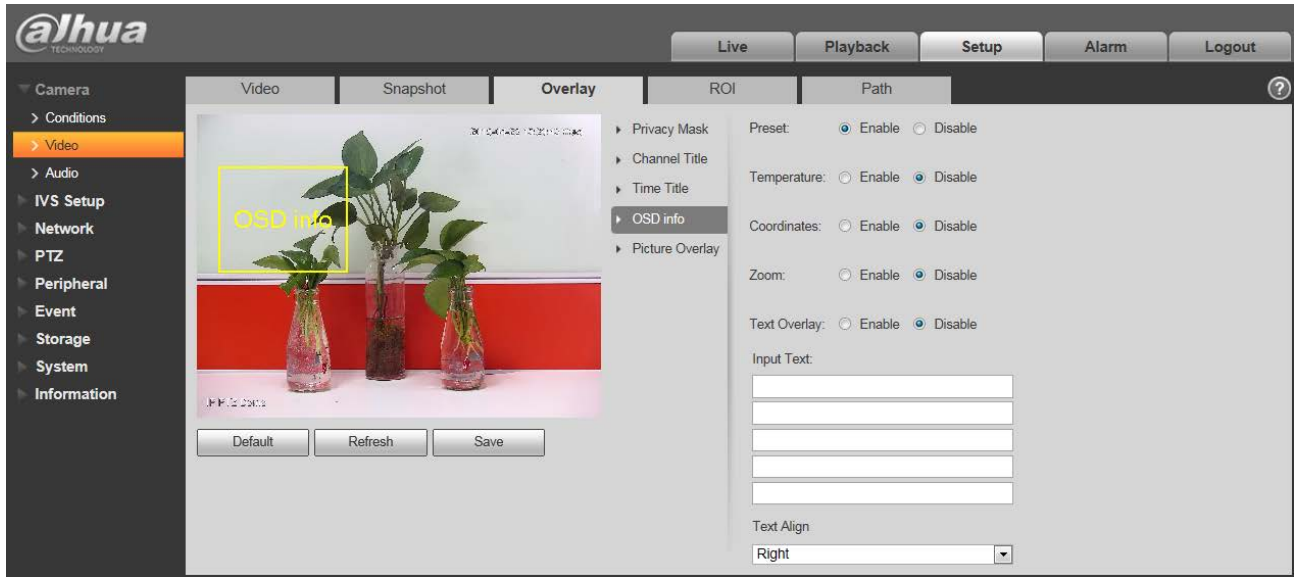 alhua
TECHNOLOGY
Live Playback Setup Alarm Logout
Camera
Conditions
Video
Audio
IVS Setup
Network
PTZ
Peripheral
Event
Storage
System
Information
Video Snapshot Overlay ROI Path
?
OSD info
Default Refresh Save
Privacy Mask
Channel Title
Time Title
OSD info
Picture Overlay
Preset: Enable Disable
Temperature: Enable Disable
Coordinates: Enable Disable
Zoom: Enable Disable
Text Overlay: Enable Disable
Input Text:
Text Align
Right